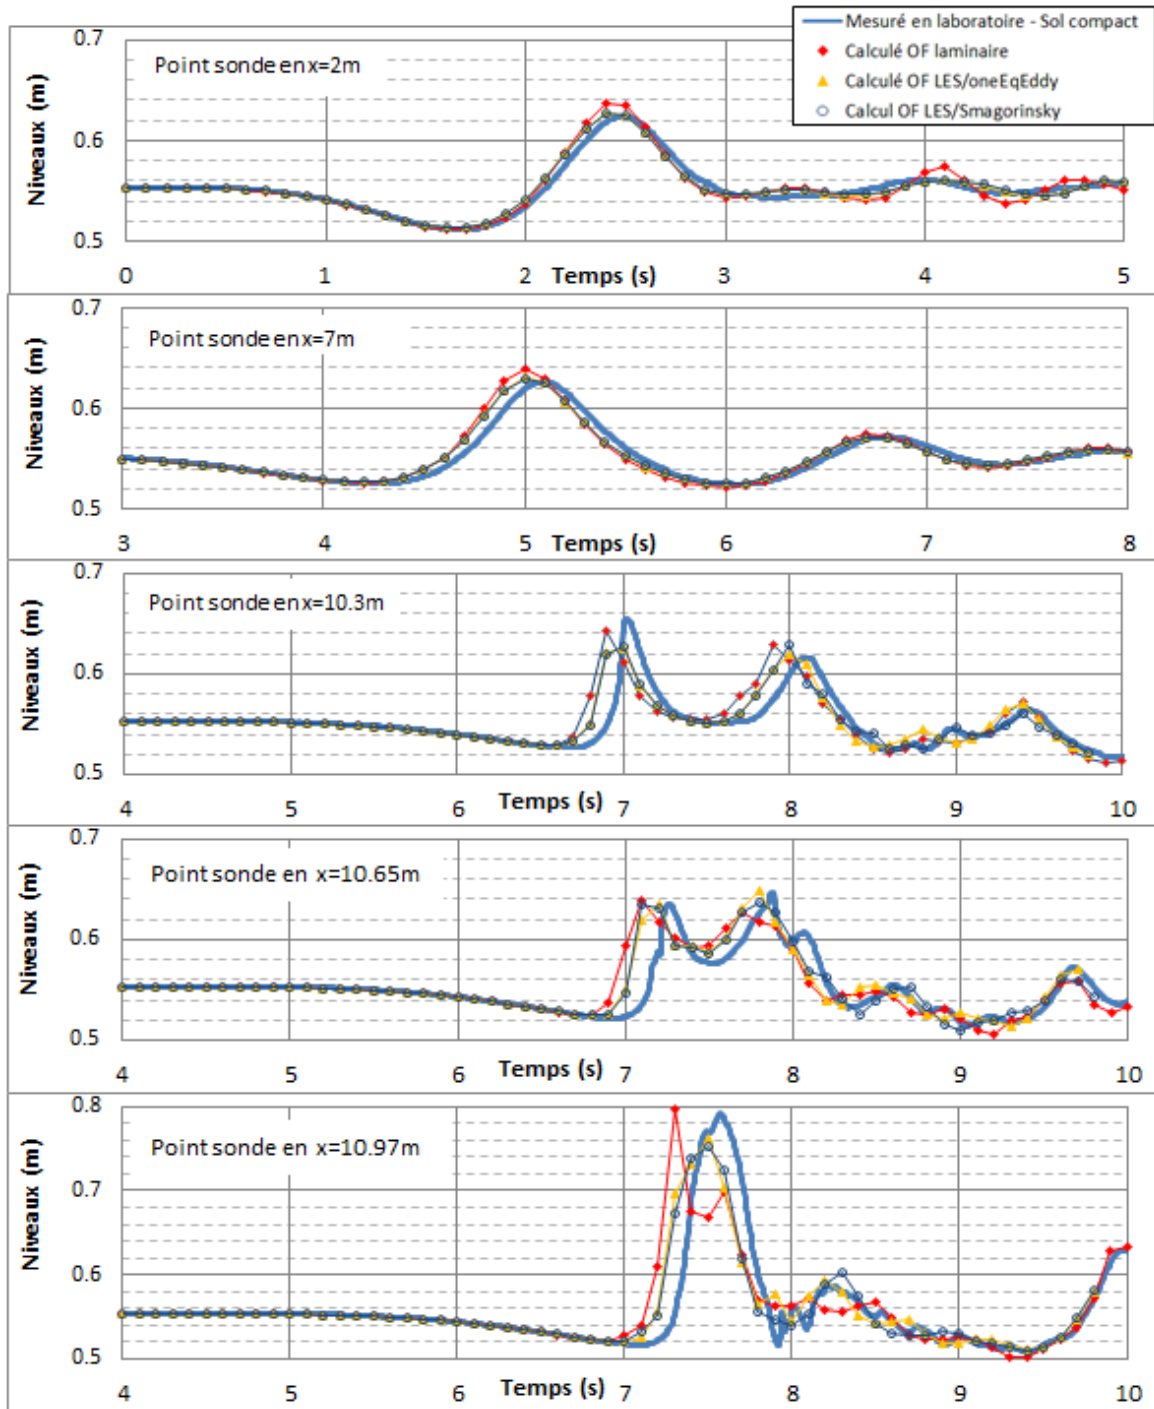 Mesuré en laboratoire - Sol compact
Calculé OF laminaire
Calculé OF LES/oneEqEddy
Calcul OF LES/Smagorinsky
Niveaux (m)
0.7
0.6
0.5
Point sonde en x=2m
0 1 2 3 4 5
Temps (s)
Niveaux (m)
0.7
0.6
0.5
Point sonde en x=7m
3 4 5 6 7 8
Temps (s)
Niveaux (m)
0.7
0.6
0.5
Point sonde en x=10.3m
4 5 6 7 8 9 10
Temps (s)
Niveaux (m)
0.7
0.6
0.5
Point sonde en x=10.65m
4 5 6 7 8 9 10
Temps (s)
Niveaux (m)
0.8
0.7
0.6
0.5
Point sonde en x=10.97m
4 5 6 7 8 9 10
Temps (s)